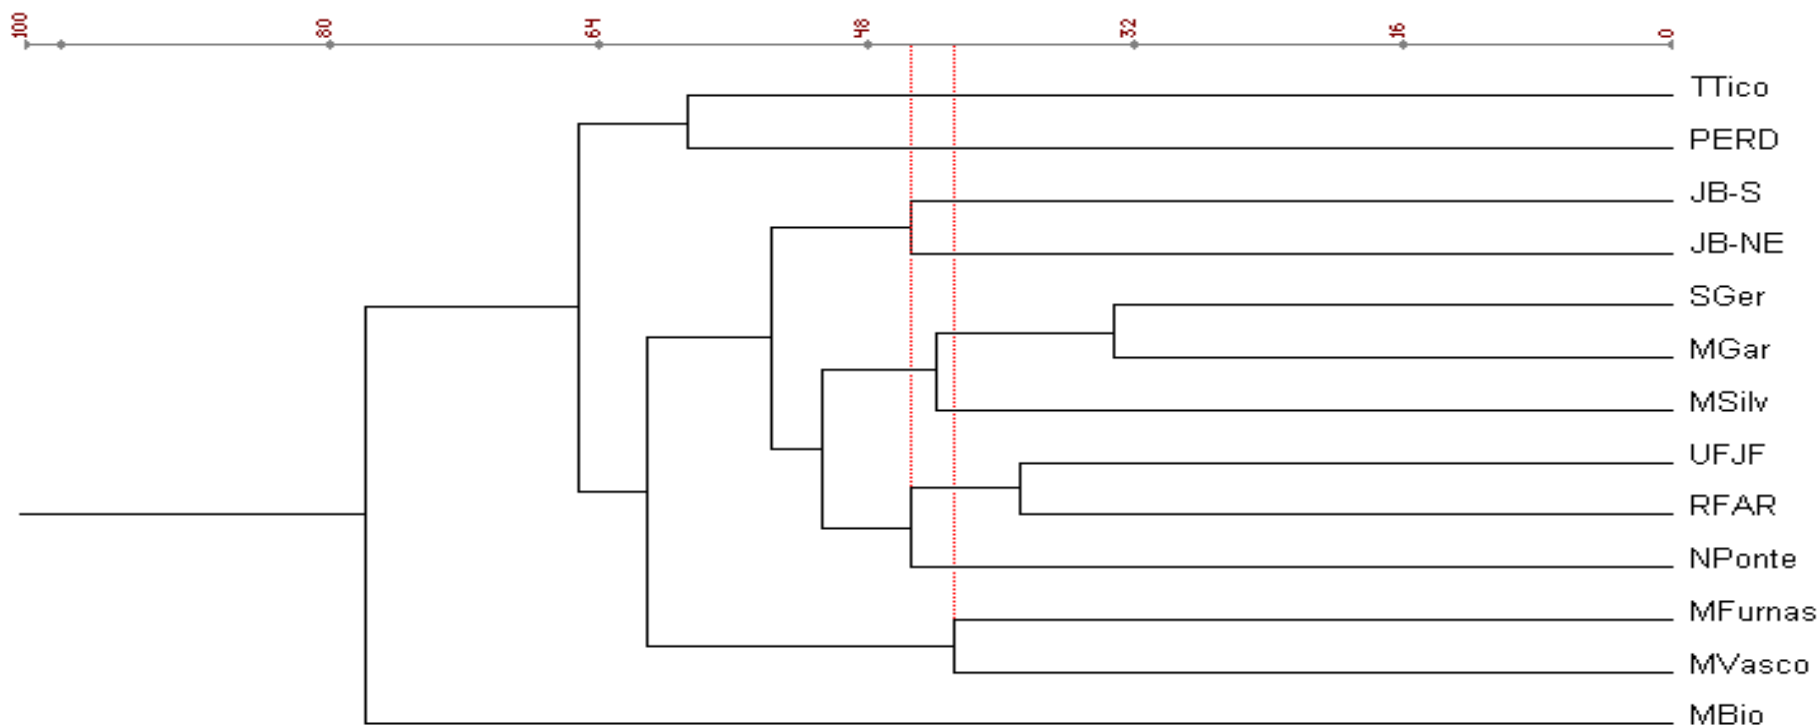 100 80 64 48 32 16 0
TTico
PERD
JB-S
JB-NE
SGer
MGar
MSilv
UFJF
RFAR
NPonte
MFurnas
MVasco
MBio